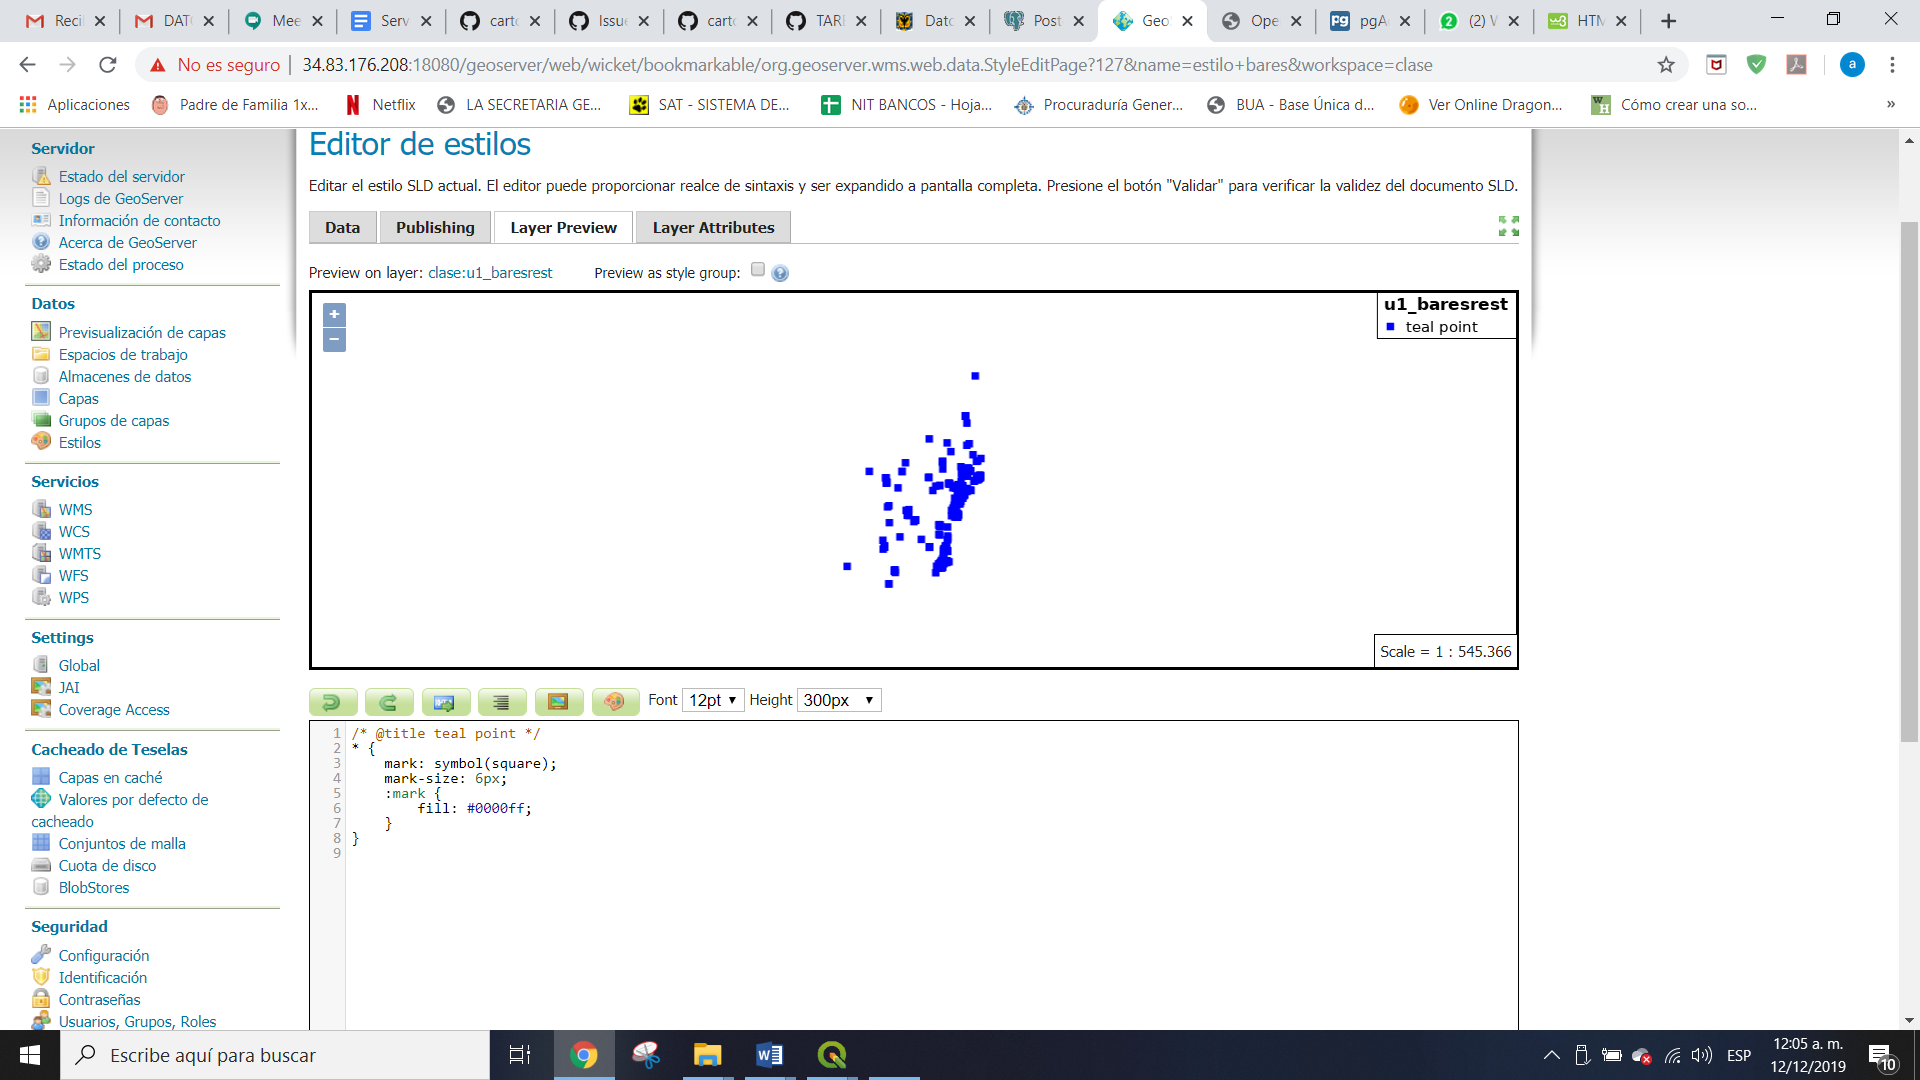 Recil
DATO
Mee
Serv
carto
Issue
carto
TARE
Datc
Post
Geo
Ope
pgA
(2) V
HTM
No es seguro | 34.83.176.208:18080/geoserver/web/wicket/bookmarkable/org.geoserver.wms.web.data.StyleEditPage?127&name=estilo+bares&workspace=clase
a
Aplicaciones
Padre de Familia 1x...
Netflix
LA SECRETARIA GE...
SAT - SISTEMA DE...
NIT BANCOS - Hoja...
Procuraduría Gener...
BUA - Base Única d...
Ver Online Dragon...
Cómo crear una so...
»
Servidor
Estado del servidor
Logs de GeoServer
Información de contacto
Acerca de GeoServer
Estado del proceso
Datos
Previsualización de capas
Espacios de trabajo
Almacenes de datos
Capas
Grupos de capas
Estilos
Servicios
WMS
WCS
WMTS
WFS
WPS
Settings
Global
JAI
Coverage Access
Cacheado de Teselas
Capas en caché
Valores por defecto de
cacheado
Conjuntos de malla
Cuota de disco
BlobStores
Seguridad
Configuración
Identificación
Contraseñas
Usuarios, Grupos, Roles
Editor de estilos
Editar el estilo SLD actual. El editor puede proporcionar realce de sintaxis y ser expandido a pantalla completa. Presione el botón "Validar" para verificar la validez del documento SLD.
Data
Publishing
Layer Preview
Layer Attributes
Preview on layer: clase:u1_baresrest
Preview as style group:
+
−
u1_baresrest
teal point
Scale = 1 : 545.366
Font 12pt Height 300px
1 /* @title teal point */
2 * {
3 mark: symbol(square);
4 mark-size: 6px;
5 :mark {
6 fill: #0000ff;
7 }
8 }
9
Escribe aquí para buscar
ESP
12:05 a. m.
12/12/2019
10